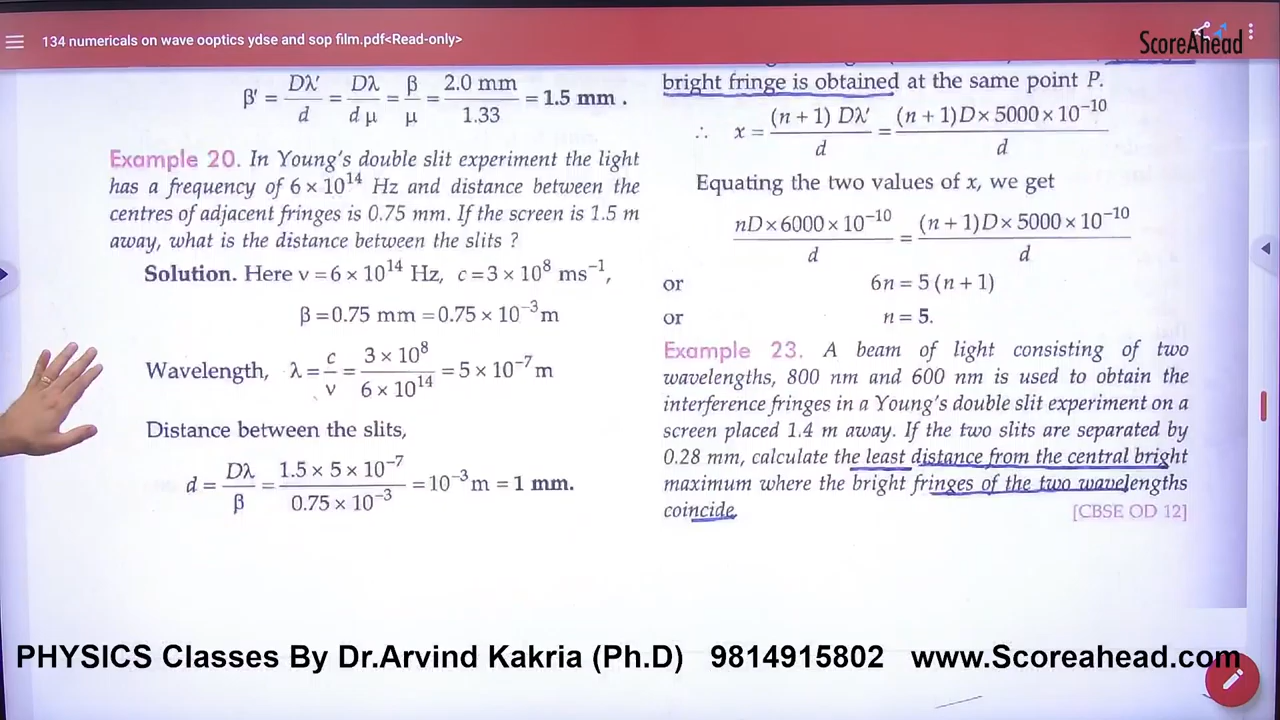 134 numericals on wave ooptics ydse and sop film.pdf<Read-only>
ScoreAhead
β′ = Dλ′/d = Dλ/d μ = β/μ = 2.0 mm/1.33 = 1.5 mm .
Example 20. In Young's double slit experiment the light
has a frequency of 6 × 10¹⁴ Hz and distance between the
centres of adjacent fringes is 0.75 mm. If the screen is 1.5 m
away, what is the distance between the slits ?
Solution. Here ν = 6 × 10¹⁴ Hz, c = 3 × 10⁸ ms⁻¹,
β = 0.75 mm = 0.75 × 10⁻³ m
Wavelength, λ = c/ν = 3 × 10⁸/6 × 10¹⁴ = 5 × 10⁻⁷ m
Distance between the slits,
d = Dλ/β = 1.5 × 5 × 10⁻⁷/0.75 × 10⁻³ = 10⁻³ m = 1 mm.
bright fringe is obtained at the same point P.
∴ x = (n + 1) Dλ′/d = (n + 1) D × 5000 × 10⁻¹⁰/d
Equating the two values of x, we get
nD × 6000 × 10⁻¹⁰/d = (n + 1) D × 5000 × 10⁻¹⁰/d
or 6n = 5 (n + 1)
or n = 5.
Example 23. A beam of light consisting of two
wavelengths, 800 nm and 600 nm is used to obtain the
interference fringes in a Young's double slit experiment on a
screen placed 1.4 m away. If the two slits are separated by
0.28 mm, calculate the least distance from the central bright
maximum where the bright fringes of the two wavelengths
coincide.
[CBSE OD 12]
PHYSICS Classes By Dr.Arvind Kakria (Ph.D) 9814915802 www.Scoreahead.com